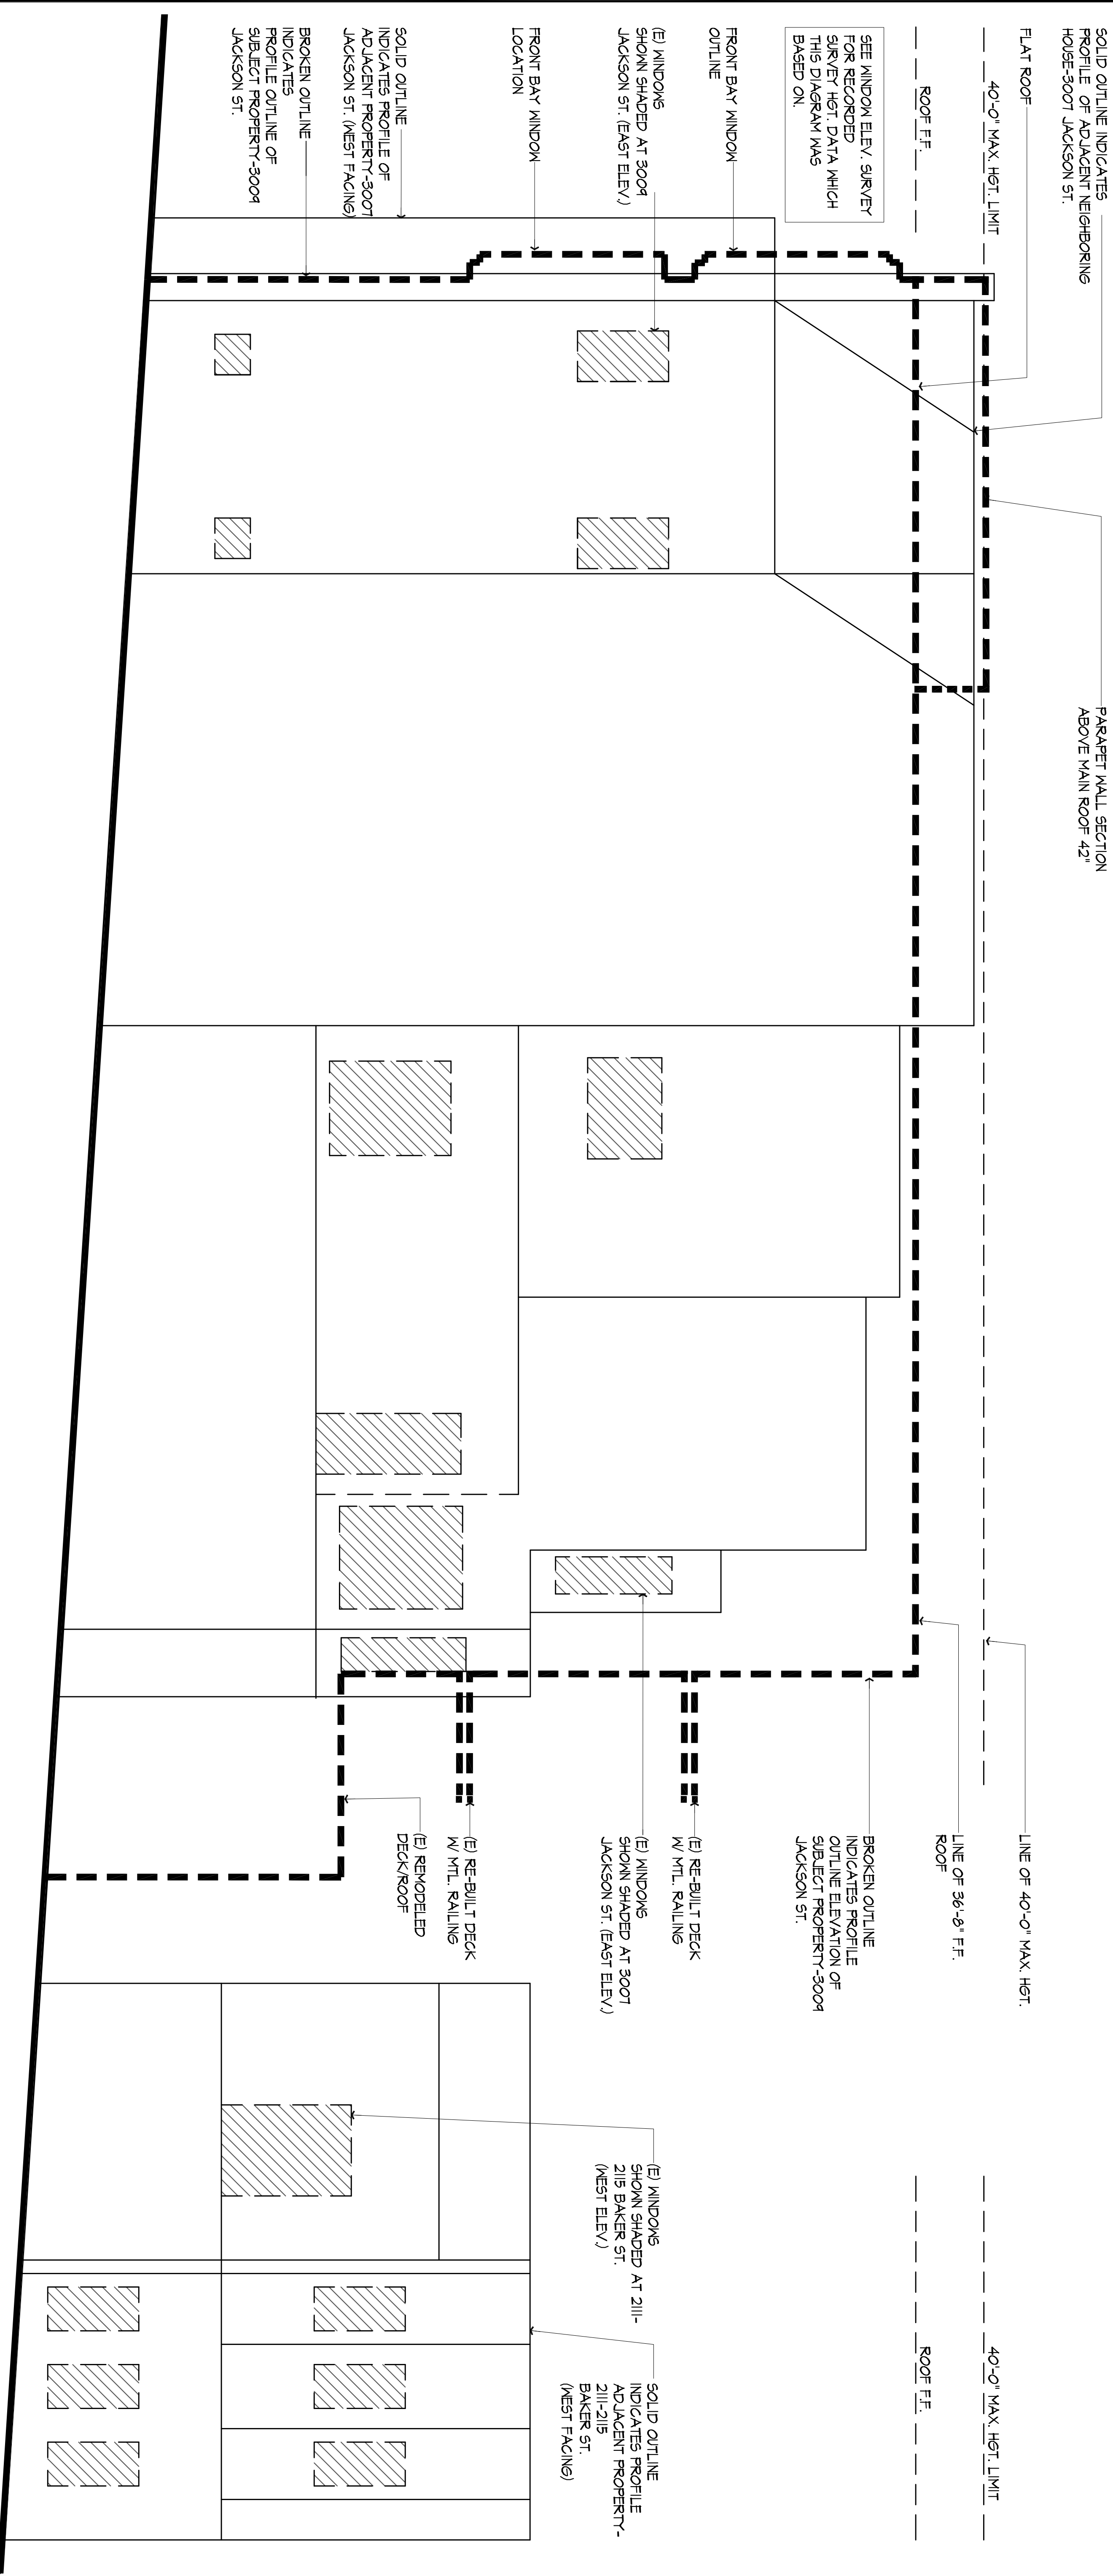 SOLID OUTLINE INDICATES
PROFILE OF ADJACENT NEIGHBORING
HOUSE-3007 JACKSON ST.
FLAT ROOF
40'-0" MAX. HGT. LIMIT
ROOF F.F.
SEE WINDOW ELEV. SURVEY
FOR RECORDED
SURVEY HGT. DATA WHICH
THIS DIAGRAM WAS
BASED ON.
FRONT BAY WINDOW
OUTLINE
(E) WINDOWS
SHOWN SHADED AT 3009
JACKSON ST. (EAST ELEV.)
FRONT BAY WINDOW
LOCATION
SOLID OUTLINE
INDICATES PROFILE OF
ADJACENT PROPERTY-3007
JACKSON ST. (WEST FACING)
BROKEN OUTLINE
INDICATES
PROFILE OUTLINE OF
SUBJECT PROPERTY-3009
JACKSON ST.
PARAPET WALL SECTION
ABOVE MAIN ROOF 42"
LINE OF 40'-0" MAX. HGT.
LINE OF 36'-8" F.F.
ROOF
BROKEN OUTLINE
INDICATES PROFILE
OUTLINE ELEVATION OF
SUBJECT PROPERTY-3009
JACKSON ST.
(E) RE-BUILT DECK
W/ MTL. RAILING
(E) WINDOWS
SHOWN SHADED AT 3007
JACKSON ST. (EAST ELEV.)
(E) RE-BUILT DECK
W/ MTL. RAILING
(E) REMODELED
DECK/ROOF
(E) WINDOWS
SHOWN SHADED AT 2111-
2115 BAKER ST.
(WEST ELEV.)
40'-0" MAX. HGT. LIMIT
ROOF F.F.
SOLID OUTLINE
INDICATES PROFILE
ADJACENT PROPERTY-
2111-2115
BAKER ST.
(WEST FACING)